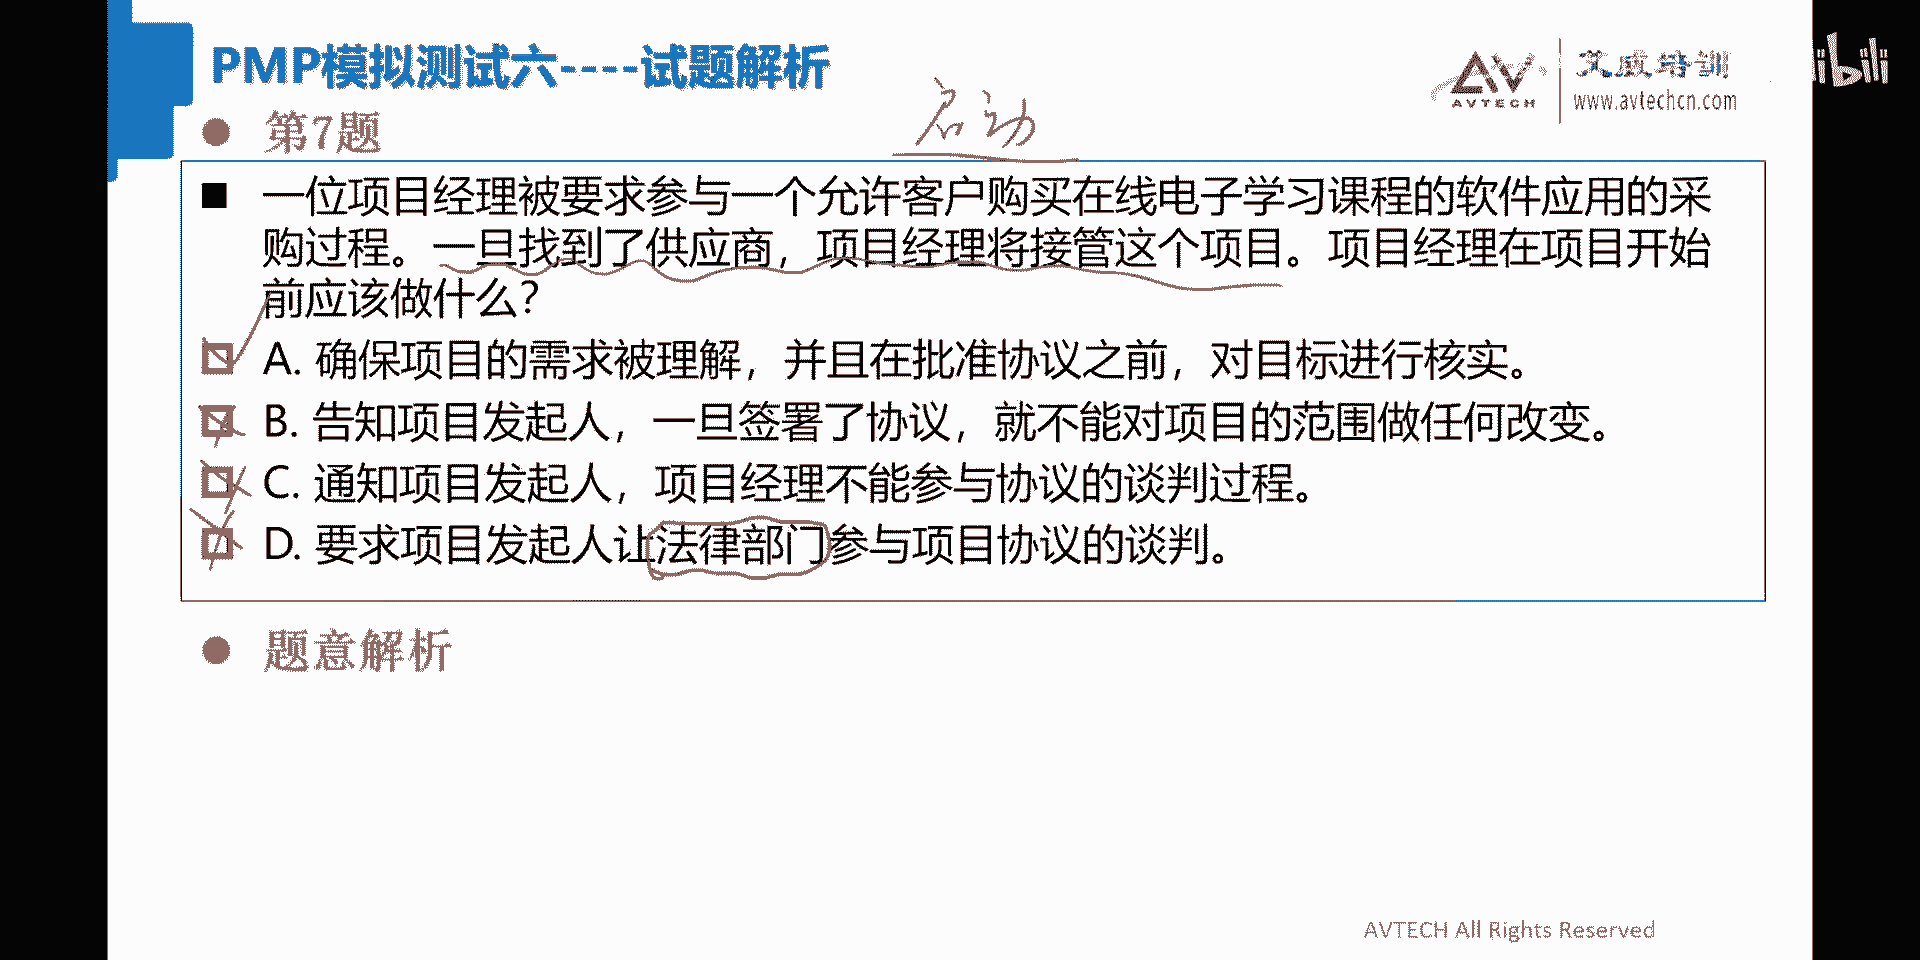 PMP模拟测试六----试题解析
AVTECH
艾威培训
www.avtechcn.com
bilibili
第7题
启动
一位项目经理被要求参与一个允许客户购买在线电子学习课程的软件应用的采
购过程。一旦找到了供应商，项目经理将接管这个项目。项目经理在项目开始
前应该做什么？
A. 确保项目的需求被理解，并且在批准协议之前，对目标进行核实。
B. 告知项目发起人，一旦签署了协议，就不能对项目的范围做任何改变。
C. 通知项目发起人，项目经理不能参与协议的谈判过程。
D. 要求项目发起人让法律部门参与项目协议的谈判。
题意解析
AVTECH All Rights Reserved